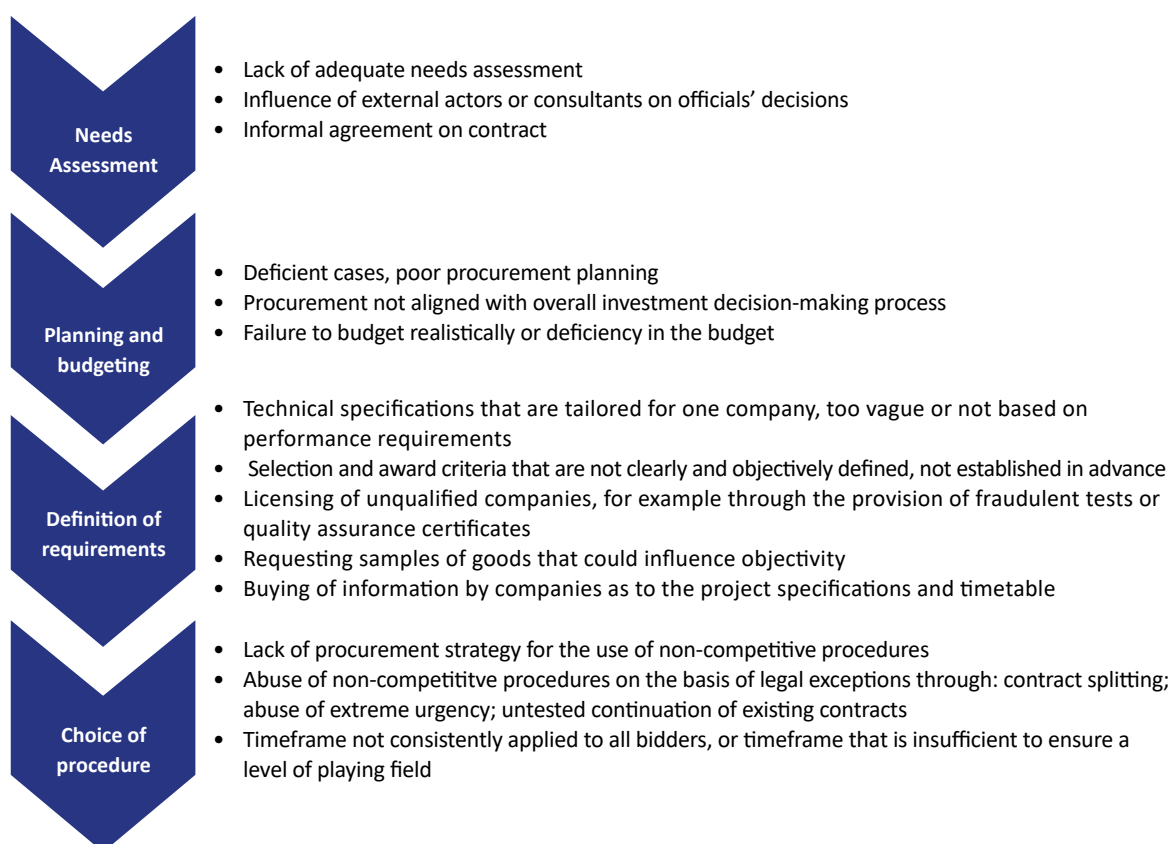 Needs
Assessment
• Lack of adequate needs assessment
• Influence of external actors or consultants on officials’ decisions
• Informal agreement on contract
Planning and
budgeting
• Deficient cases, poor procurement planning
• Procurement not aligned with overall investment decision-making process
• Failure to budget realistically or deficiency in the budget
Definition of
requirements
• Technical specifications that are tailored for one company, too vague or not based on
performance requirements
• Selection and award criteria that are not clearly and objectively defined, not established in advance
• Licensing of unqualified companies, for example through the provision of fraudulent tests or
quality assurance certificates
• Requesting samples of goods that could influence objectivity
• Buying of information by companies as to the project specifications and timetable
Choice of
procedure
• Lack of procurement strategy for the use of non-competitive procedures
• Abuse of non-competititve procedures on the basis of legal exceptions through: contract splitting;
abuse of extreme urgency; untested continuation of existing contracts
• Timeframe not consistently applied to all bidders, or timeframe that is insufficient to ensure a
level of playing field